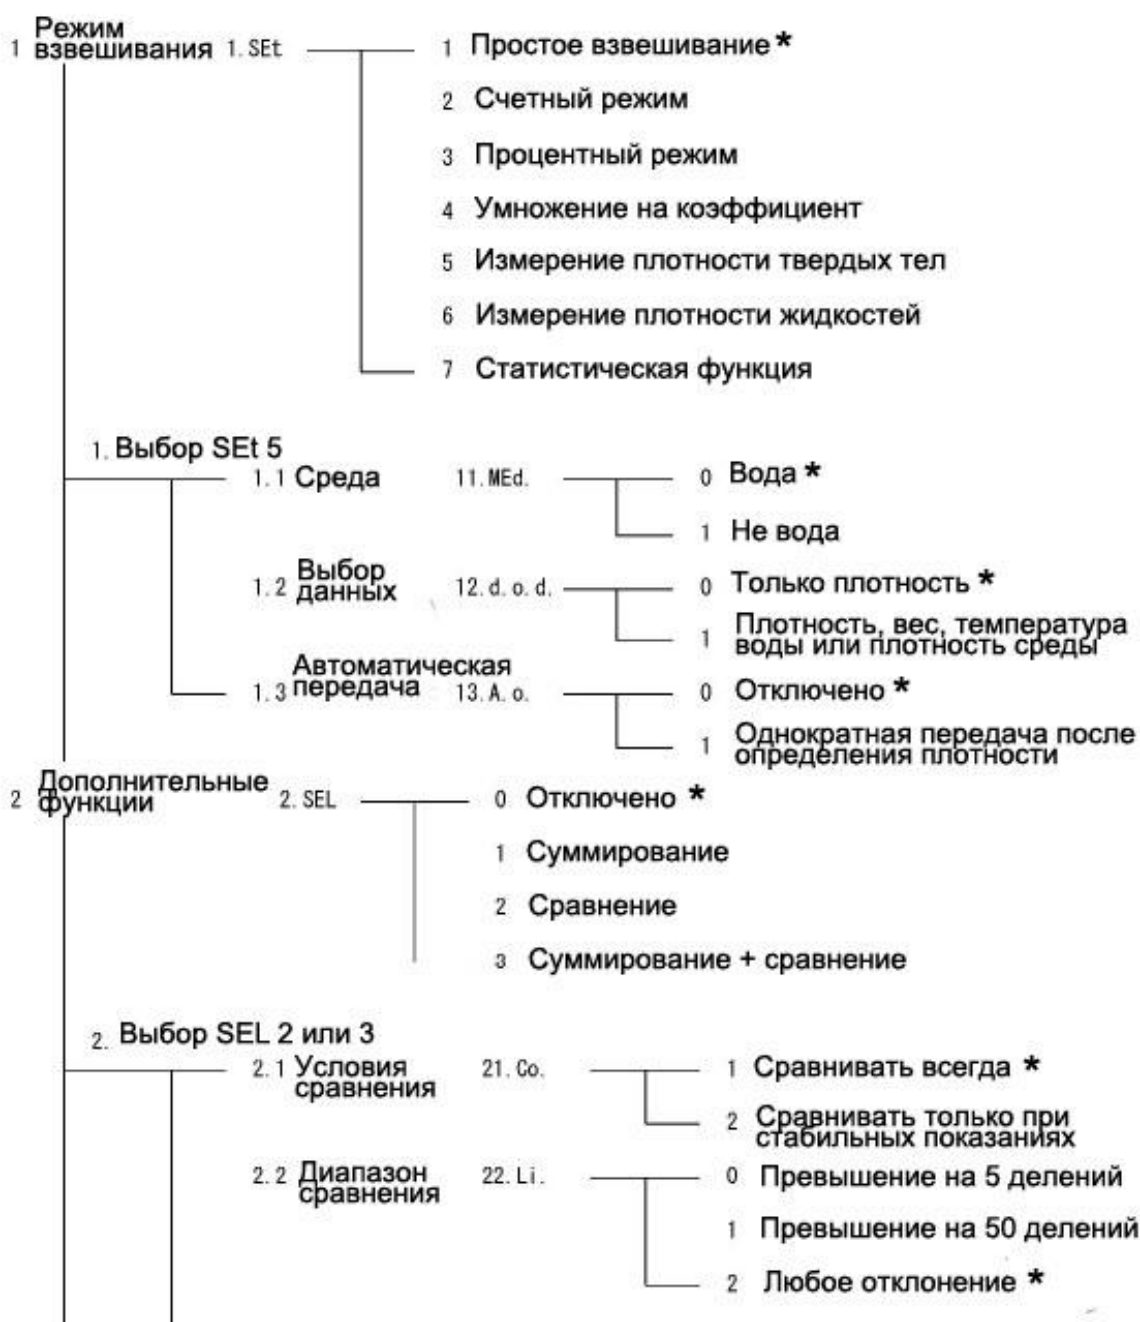 1 Режим взвешивания 1.SEt
1 Простое взвешивание *
2 Счетный режим
3 Процентный режим
4 Умножение на коэффициент
5 Измерение плотности твердых тел
6 Измерение плотности жидкостей
7 Статистическая функция
1. Выбор SEt 5
1.1 Среда 11.MEd. 0 Вода *
1 Не вода
1.2 Выбор данных 12.d.o.d. 0 Только плотность *
1 Плотность, вес, температура
воды или плотность среды
1.3 Автоматическая передача 13.A.o. 0 Отключено *
1 Однократная передача после
определения плотности
2 Дополнительные функции 2.SEL 0 Отключено *
1 Суммирование
2 Сравнение
3 Суммирование + сравнение
2. Выбор SEL 2 или 3
2.1 Условия сравнения 21.Co. 1 Сравнивать всегда *
2 Сравнивать только при
стабильных показаниях
2.2 Диапазон сравнения 22.Li. 0 Превышение на 5 делений
1 Превышение на 50 делений
2 Любое отклонение *